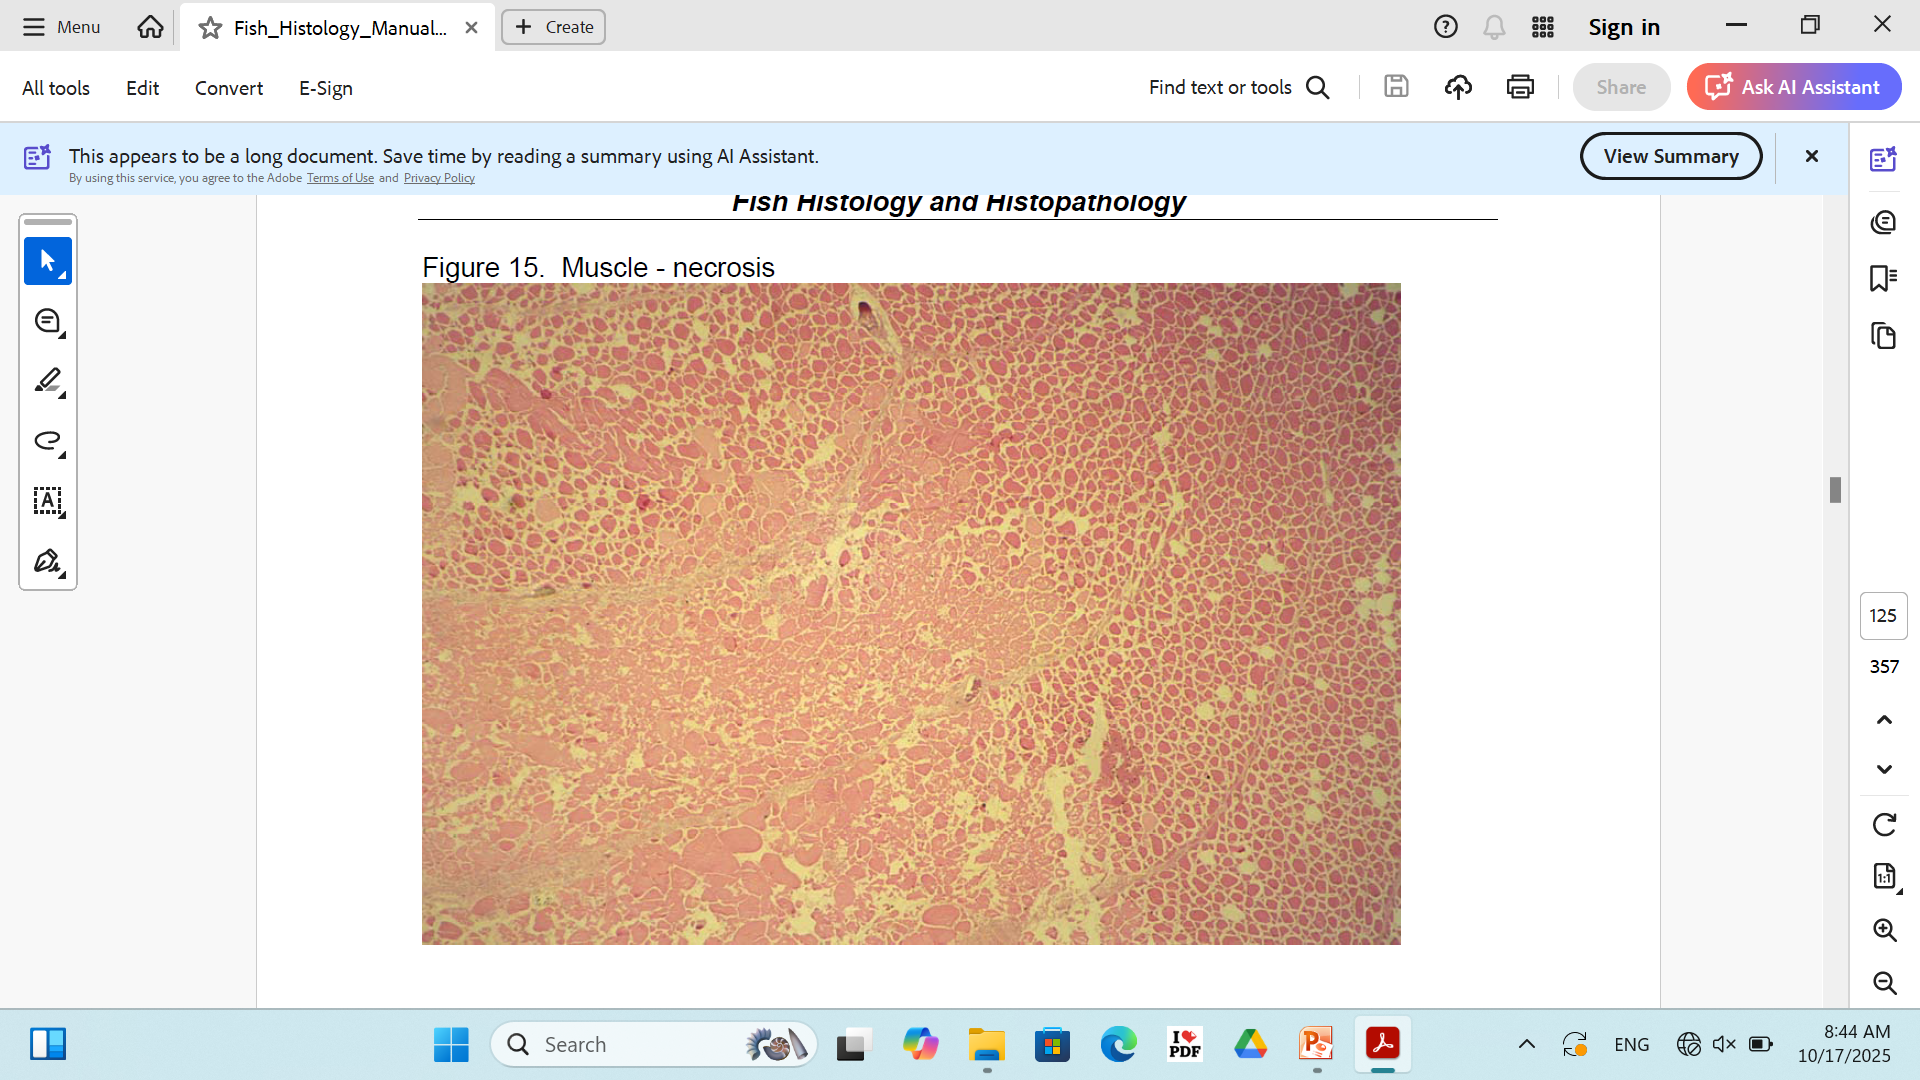 Menu
Fish_Histology_Manual...
Create
Sign in
All tools
Edit
Convert
E-Sign
Find text or tools
Share
Ask AI Assistant
This appears to be a long document. Save time by reading a summary using AI Assistant.
By using this service, you agree to the Adobe Terms of Use and Privacy Policy
View Summary
Fish Histology and Histopathology
Figure 15. Muscle - necrosis
A
125
357
1:1
Search
I
PDF
P
ENG
8:44 AM
10/17/2025